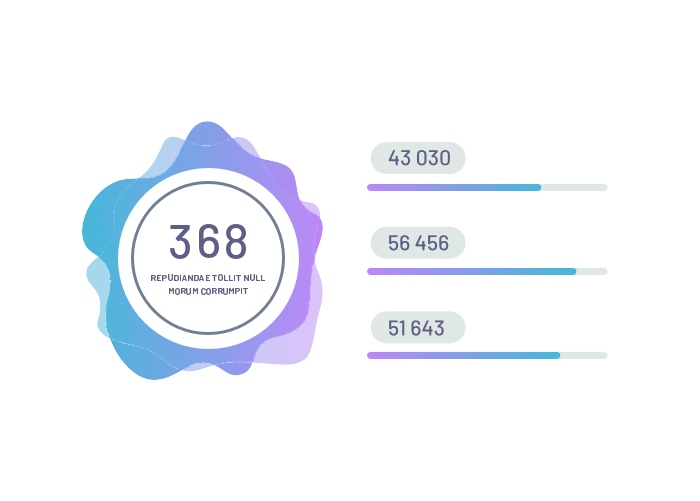 368
REPUDIANDAE TOLLIT NULL
MORUM CORRUMPIT
43 030
56 456
51 643